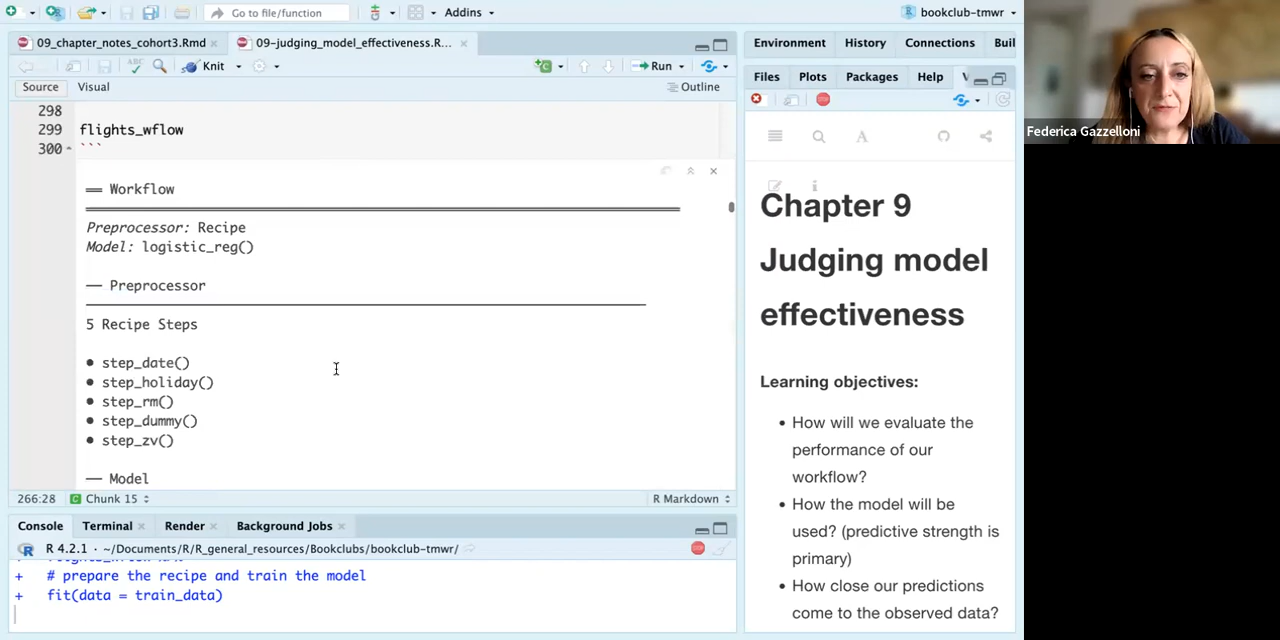 Go to file/function
Addins
bookclub-tmwr
09_chapter_notes_cohort3.Rmd
09-judging_model_effectiveness.R...
Environment
History
Connections
Buil
Knit
Run
Files
Plots
Packages
Help
Source
Visual
Outline
298
299 flights_wflow
300 ```
== Workflow
Preprocessor: Recipe
Model: logistic_reg()
— Preprocessor
5 Recipe Steps
• step_date()
• step_holiday()
• step_rm()
• step_dummy()
• step_zv()
— Model
266:28
Chunk 15
R Markdown
Console
Terminal
Render
Background Jobs
R 4.2.1 · ~/Documents/R/R_general_resources/Bookclubs/bookclub-tmwr/
+ # prepare the recipe and train the model
+ fit(data = train_data)
A
Chapter 9
Judging model
effectiveness
Learning objectives:
• How will we evaluate the
performance of our
workflow?
• How the model will be
used? (predictive strength is
primary)
• How close our predictions
come to the observed data?
Federica Gazzelloni